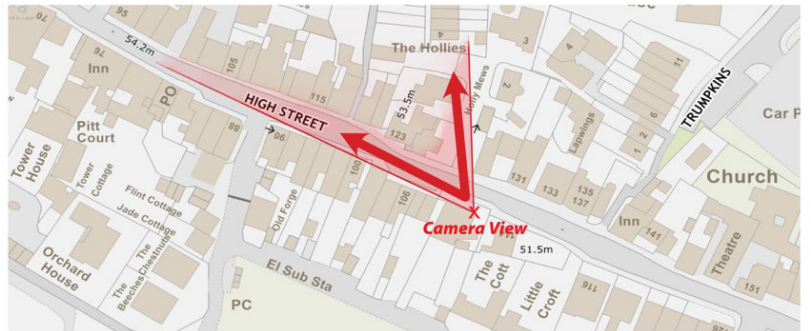 70
95
76
54.2m
Inn
PO
105
115
HIGH STREET
The Hollies
53.5m
Holly Mews
123
3
4
2
11
6
2
1
TRUMPKINS
Car P
Church
Lapwings
Pitt
Court
Tower
House
Tower
Cottage
88
90
100
106
Flint Cottage
Jade Cottage
The
Beeches
The
Chestnuts
Orchard
House
Old Forge
El Sub Sta
PC
Camera View
51.5m
The
Cott
Little
Croft
116
131
133
135
137
Inn
141
Theatre
151